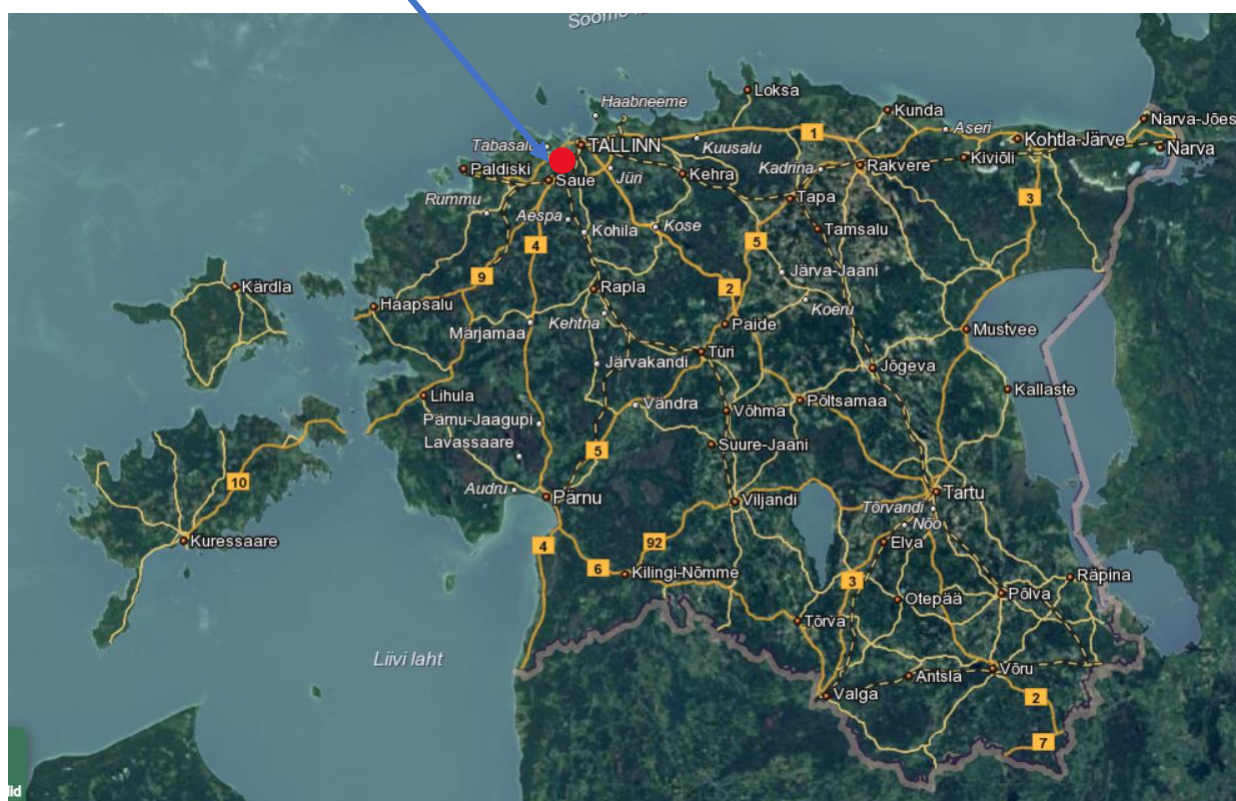 Soome
Loksa
Haabneeme
Kunda
Narva-Jões
Aseri
1
Kohtla-Järve
Tabasalu
TALLINN
Kuusalu
Narva
Kiviõli
Paldiski
Saue
Jüri
Kehra
Kadrina
Rakvere
Rummu
Tapa
3
Aespa
Kohila
Kose
Tamsalu
4
5
9
Järva-Jaani
Kärdla
Rapla
2
Haapsalu
Koeru
Märjamaa
Kehtna
Paide
Mustvee
Türi
Järvakandi
Jõgeva
Lihula
Kallaste
Vändra
Võhma
Põltsamaa
Pärnu-Jaagupi
Lavassaare
Suure-Jaani
5
10
Audru
Pärnu
Viljandi
Tartu
Tõrvandi
Nõo
Kuressaare
4
92
Elva
6
Kilingi-Nõmme
3
Räpina
Otepää
Põlva
Tõrva
Liivi laht
Antsla
Võru
Valga
2
7
lid